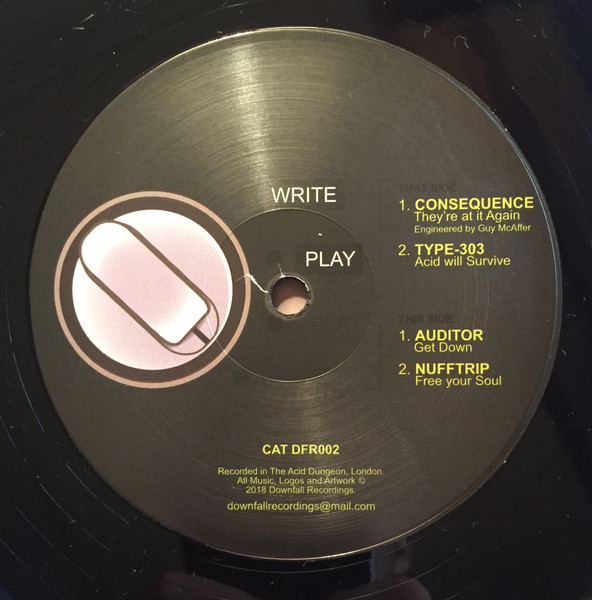 WRITE
PLAY
PLAY
THAT SIDE
1. CONSEQUENCE
They're at it Again
Engineered by Guy McAffer
2. TYPE-303
Acid will Survive
THIS SIDE
1. AUDITOR
Get Down
2. NUFFTRIP
Free your Soul
CAT DFR002
Recorded in The Acid Dungeon, London.
All Music, Logos and Artwork ©
2018 Downfall Recordings.
downfallrecordings@mail.com